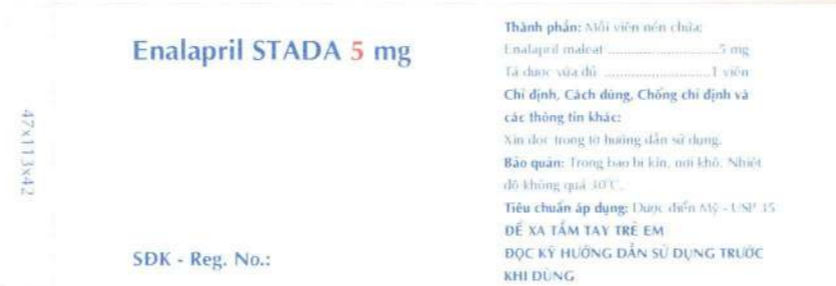 Enalapril STADA 5 mg
SĐK - Reg. No.:
47x113x42
Thành phần: Mỗi viên nén chứa:
Enalapril maleat ..............................5 mg
Tá dược vừa đủ ..............................1 viên
Chỉ định, Cách dùng, Chống chỉ định và
các thông tin khác:
Xin đọc trong tờ hướng dẫn sử dụng.
Bảo quản: Trong bao bì kín, nơi khô. Nhiệt
độ không quá 30°C.
Tiêu chuẩn áp dụng: Dược điển Mỹ - USP 35
ĐỂ XA TẦM TAY TRẺ EM
ĐỌC KỸ HƯỚNG DẪN SỬ DỤNG TRƯỚC
KHI DÙNG